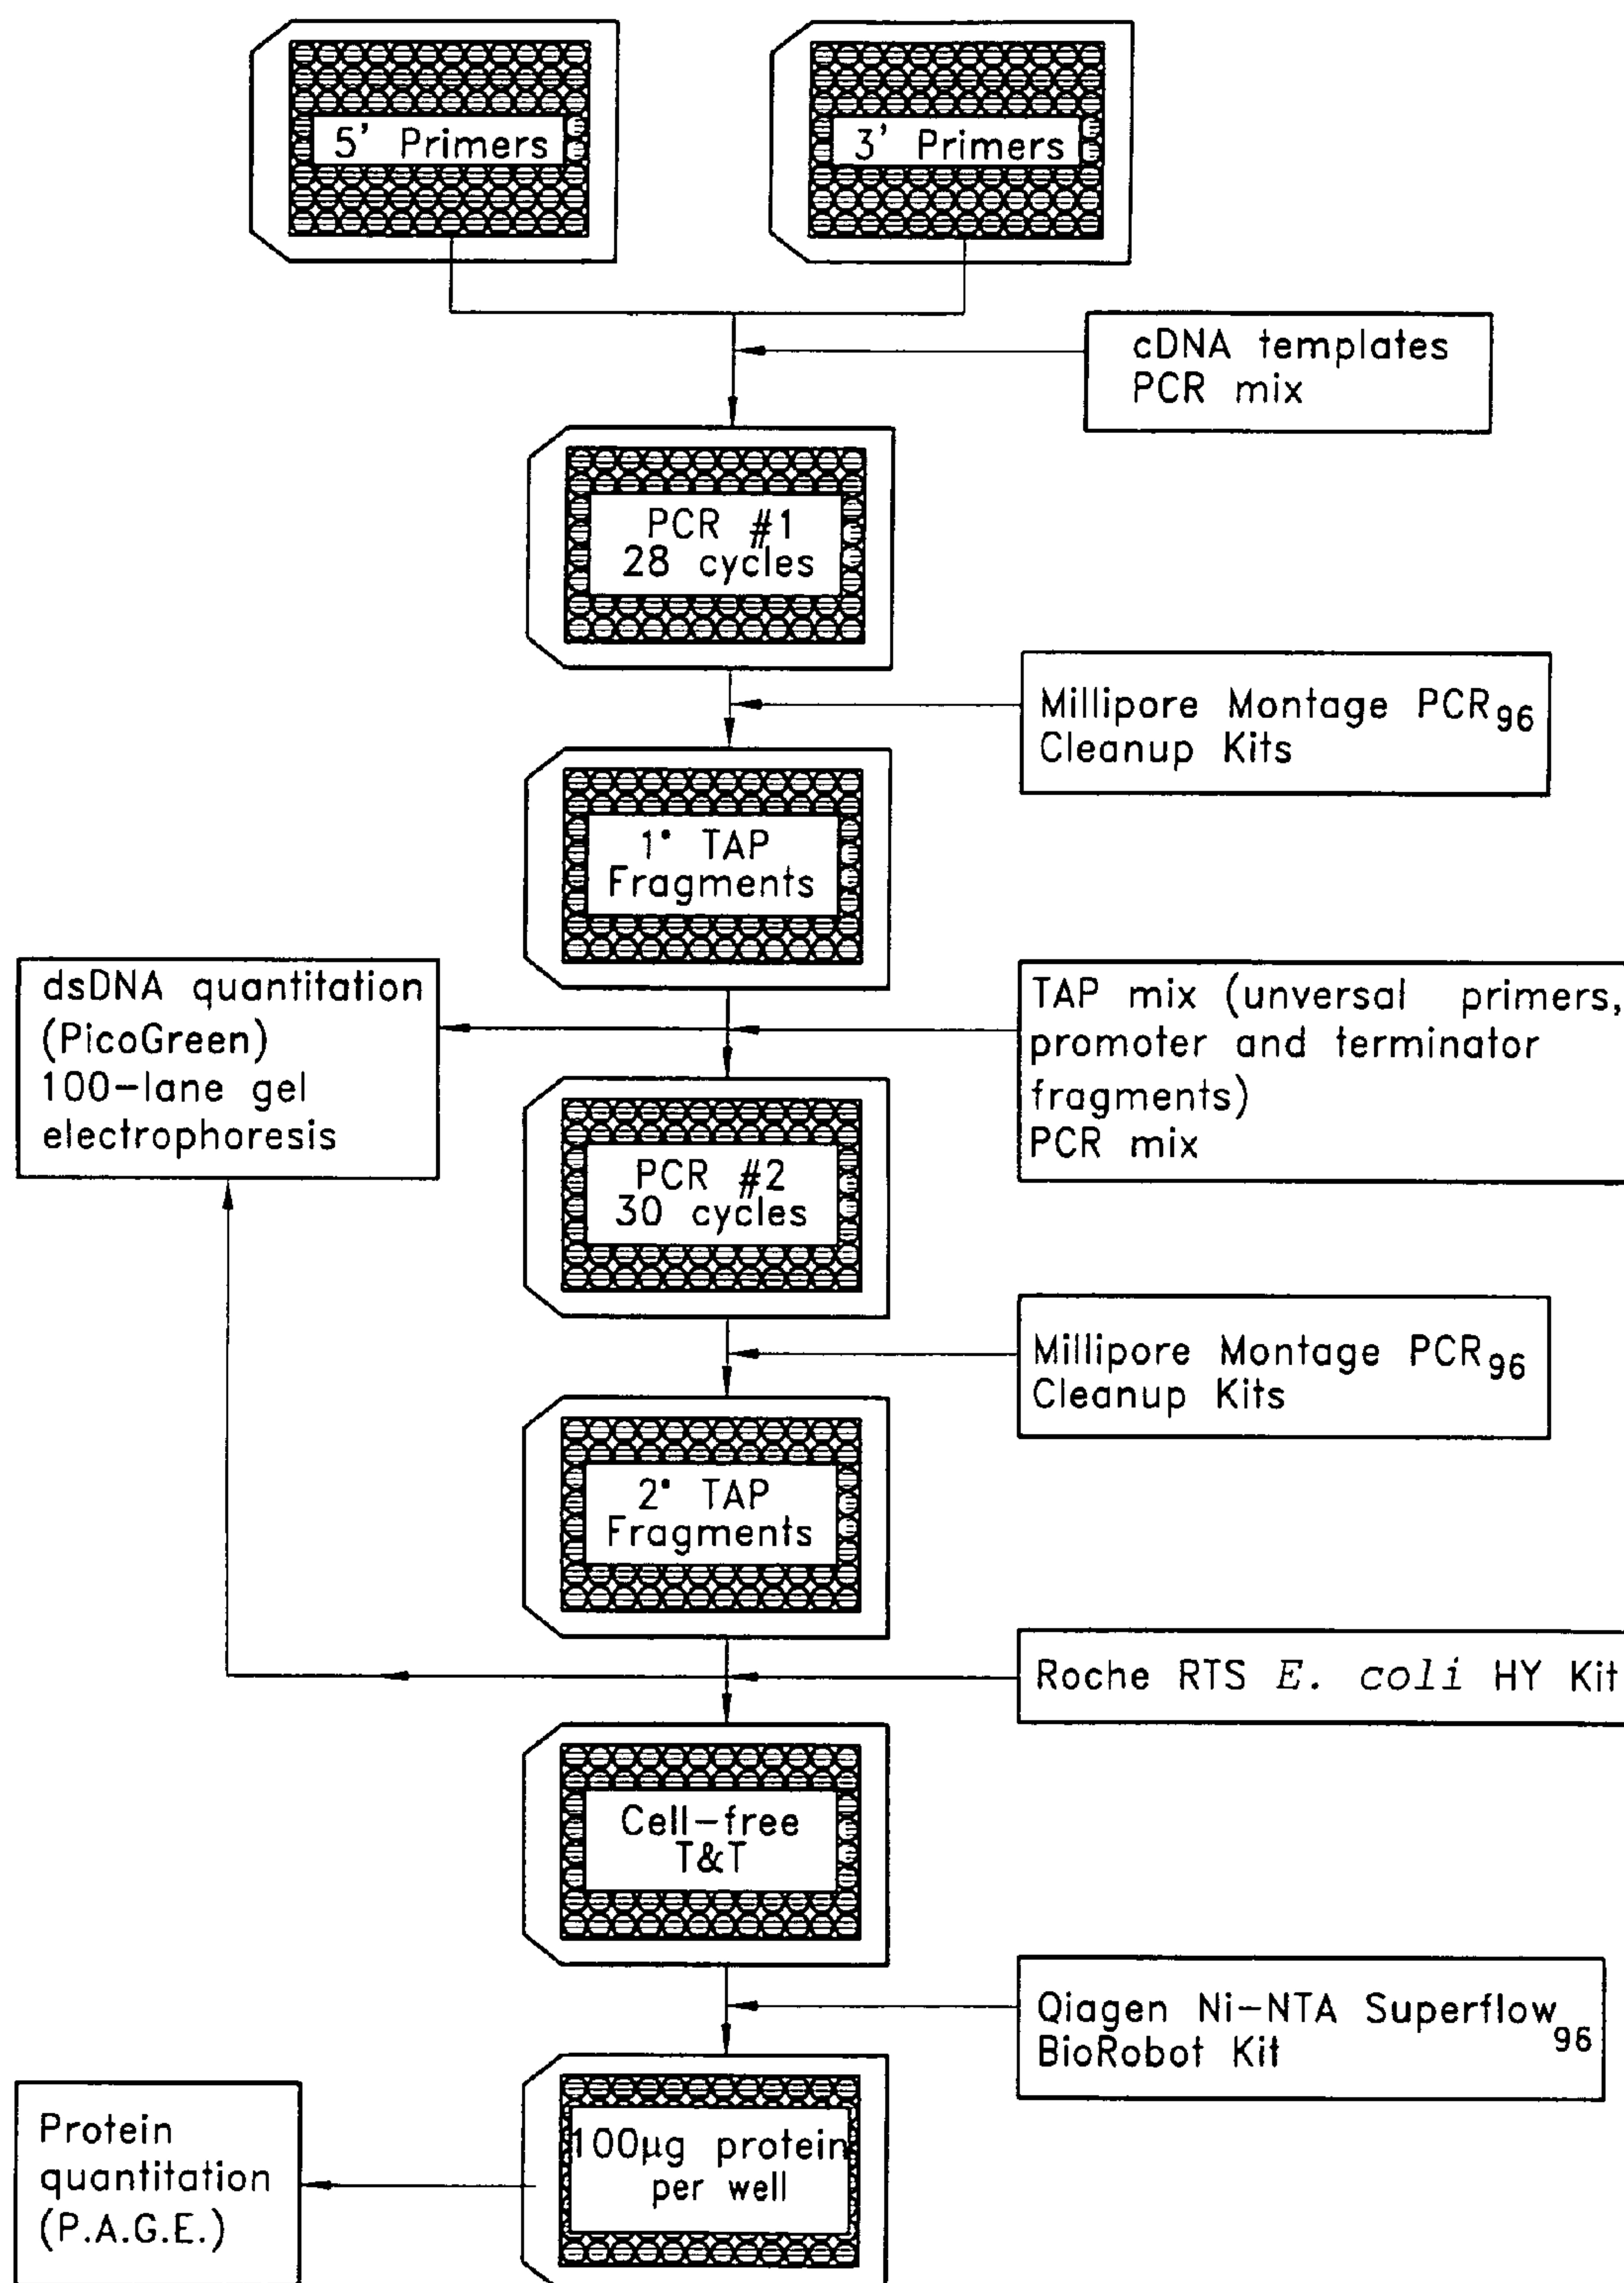 5' Primers
3' Primers
cDNA templates
PCR mix
PCR #1
28 cycles
Millipore Montage PCR96
Cleanup Kits
1° TAP
Fragments
dsDNA quantitation
(PicoGreen)
100-lane gel
electrophoresis
TAP mix (unversal primers,
promoter and terminator
fragments)
PCR mix
PCR #2
30 cycles
Millipore Montage PCR96
Cleanup Kits
2° TAP
Fragments
Roche RTS E. coli HY Kit
Cell-free
T&T
Qiagen Ni-NTA Superflow 96
BioRobot Kit
100µg protein
per well
Protein
quantitation
(P.A.G.E.)